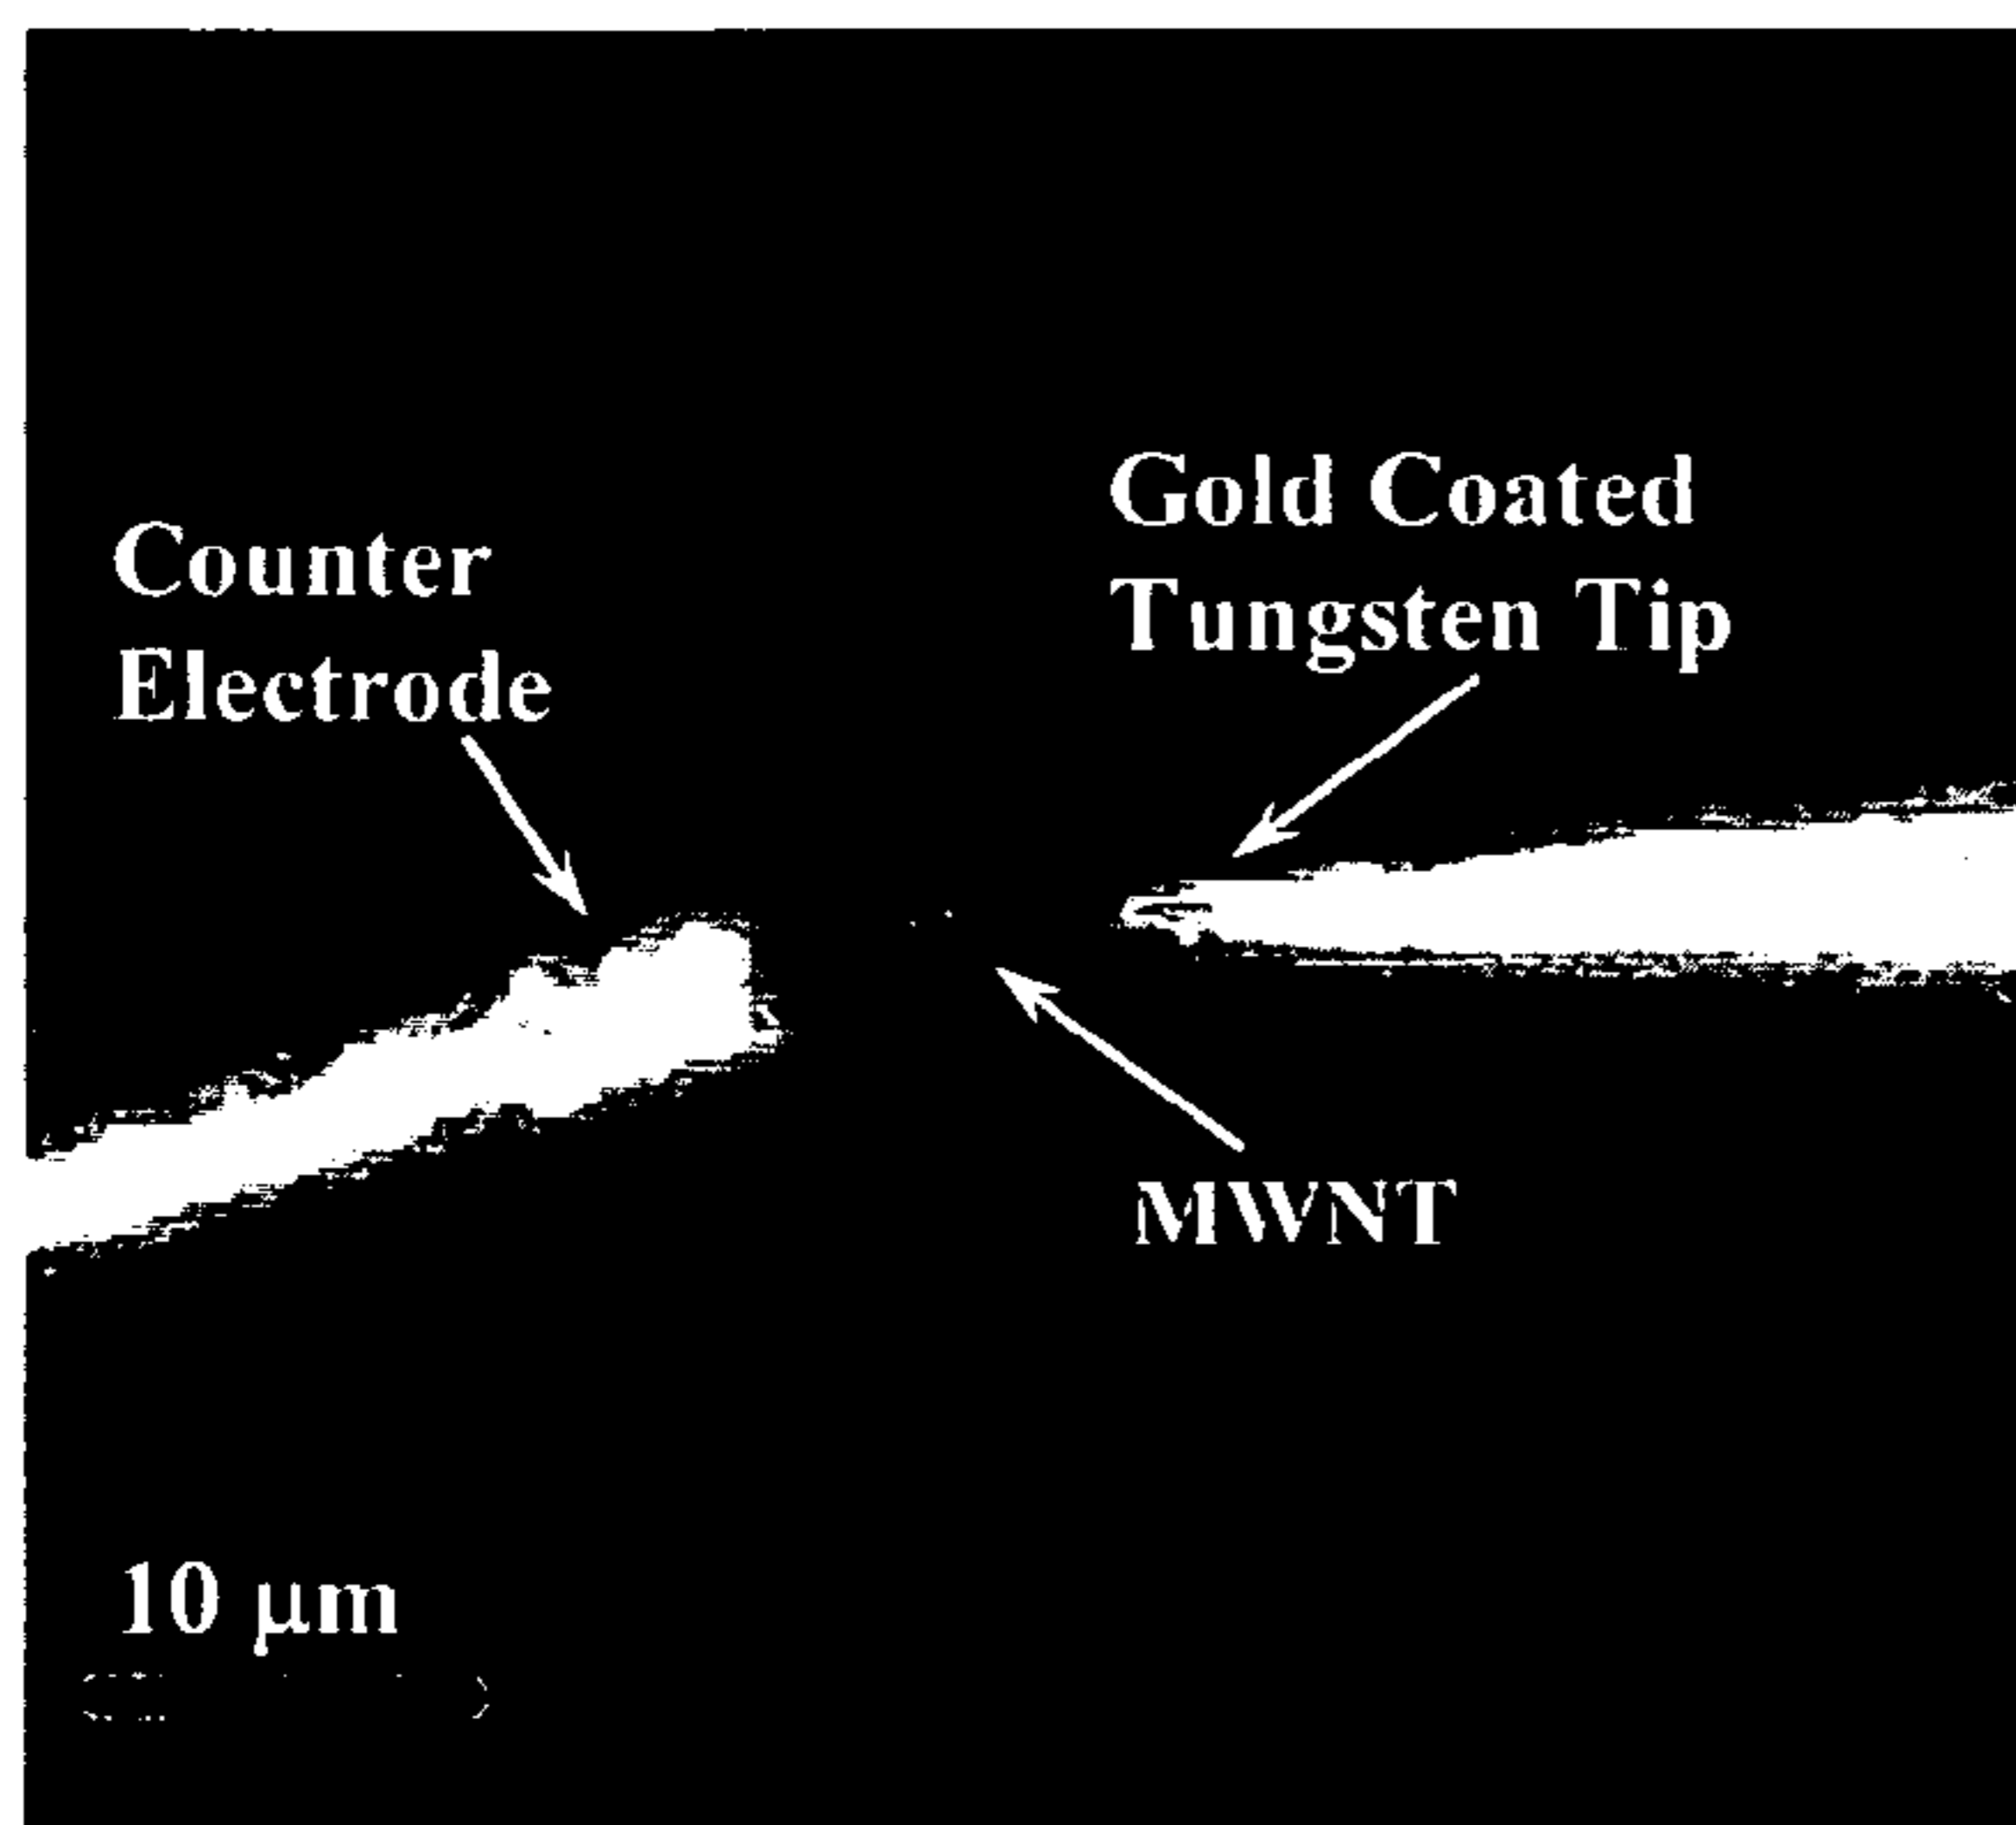 Gold Coated
Tungsten Tip
Counter
Electrode
MWNT
10 μm